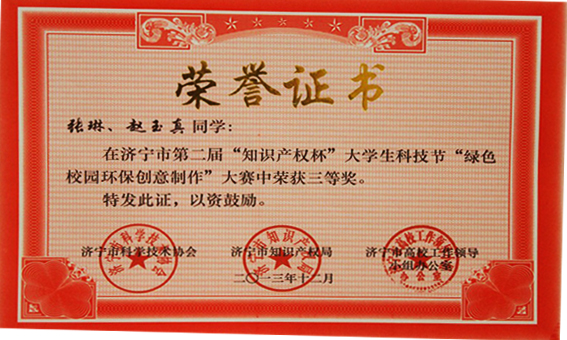 荣誉证书
张琳、赵玉真同学：
在济宁市第二届“知识产权杯”大学生科技节“绿色
校园环保创意制作”大赛中荣获三等奖。
特发此证，以资鼓励。
济宁市科学技术协会 济宁市知识产权局 济宁市高校工作领导
小组办公室
二〇一三年十二月